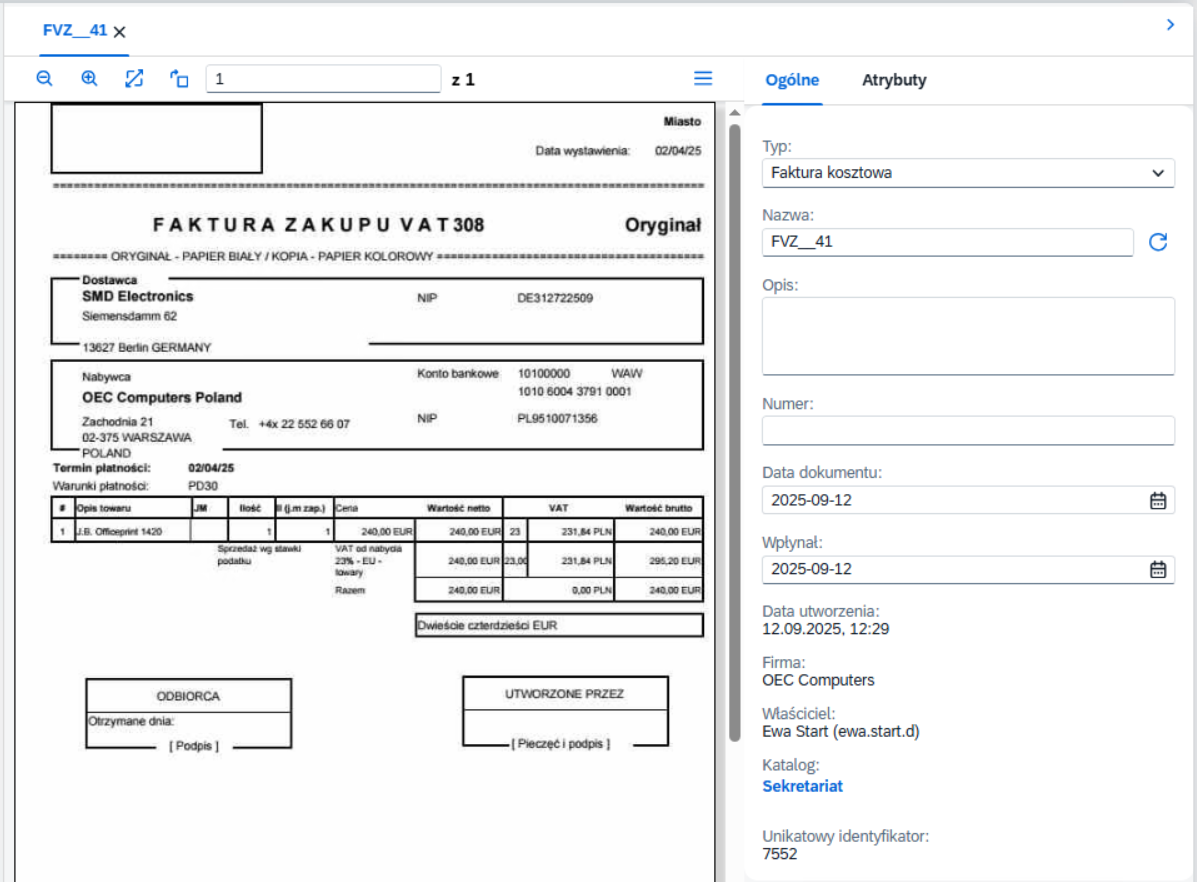 FVZ__41
1 z 1
Miasto
Data wystawienia: 02/04/25
FAKTURA ZAKUPU VAT 308 Oryginał
======== ORYGINAŁ - PAPIER BIAŁY / KOPIA - PAPIER KOLOROWY ========
Dostawca
SMD Electronics NIP DE312722509
Siemensdamm 62
13627 Berlin GERMANY
Nabywca Konto bankowe 10100000 WAW
1010 6004 3791 0001
OEC Computers Poland
Zachodnia 21 Tel. +4x 22 552 66 07 NIP PL9510071356
02-375 WARSZAWA
POLAND
Termin płatności: 02/04/25
Warunki płatności: PD30
# Opis towaru JM Ilość Il (j.m zap.) Cena Wartość netto VAT Wartość brutto
1 J.B. Officeprint 1420 1 1 240,00 EUR 240,00 EUR 23 231,84 PLN 240,00 EUR
Sprzedaż wg stawki VAT od nabycia
podatku 23% - EU - 240,00 EUR 23,00 231,84 PLN 295,20 EUR
towary
Razem 240,00 EUR 0,00 PLN 240,00 EUR
Dwieście czterdzieści EUR
ODBIORCA UTWORZONE PRZEZ
Otrzymane dnia:
[ Podpis ] [ Pieczęć i podpis ]
Ogólne Atrybuty
Typ:
Faktura kosztowa
Nazwa:
FVZ__41
Opis:
Numer:
Data dokumentu:
2025-09-12
Wpłynął:
2025-09-12
Data utworzenia:
12.09.2025, 12:29
Firma:
OEC Computers
Właściciel:
Ewa Start (ewa.start.d)
Katalog:
Sekretariat
Unikatowy identyfikator:
7552